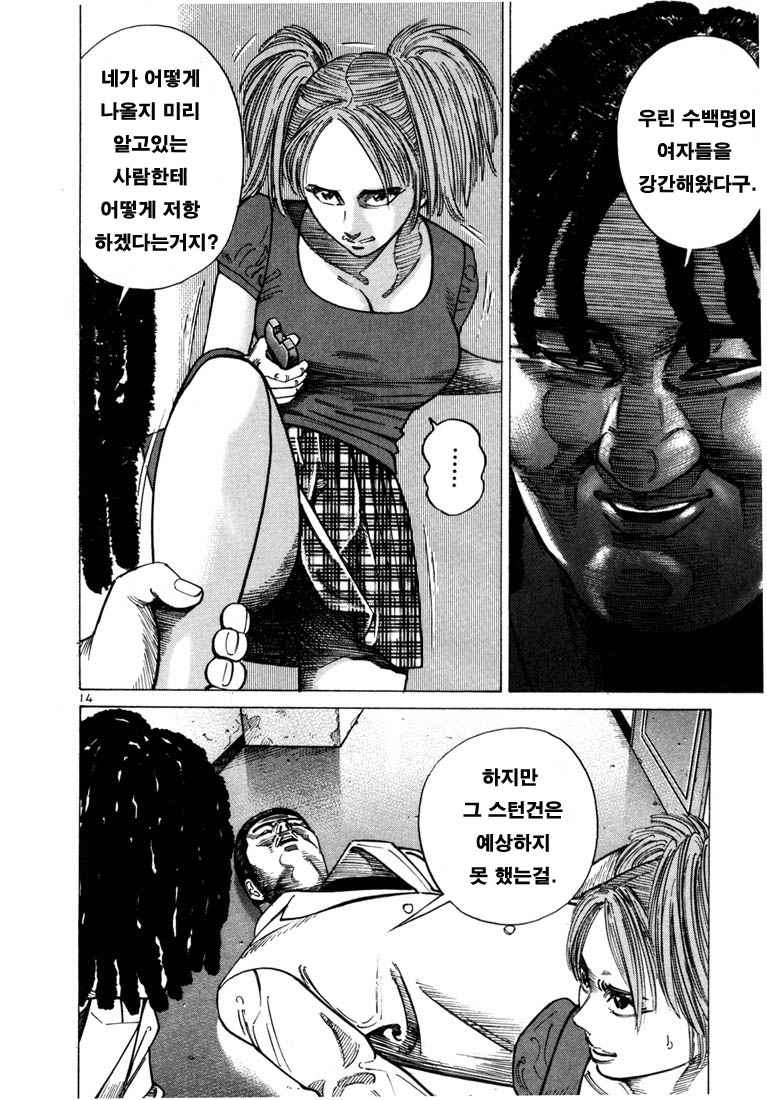 우린 수백명의
여자들을
강간해왔다구.
네가 어떻게
나올지 미리
알고있는
사람한테
어떻게 저항
하겠다는거지?
……
14
하지만
그 스턴건은
예상하지
못 했는걸.